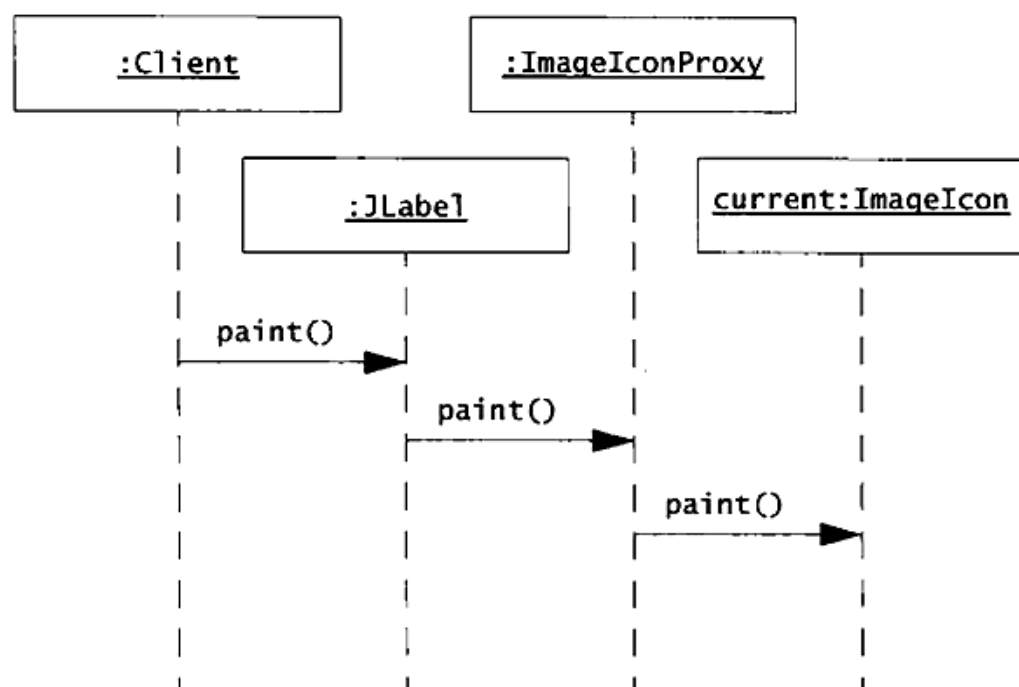 :Client
:ImageIconProxy
:JLabel
current:ImageIcon
paint()
paint()
paint()